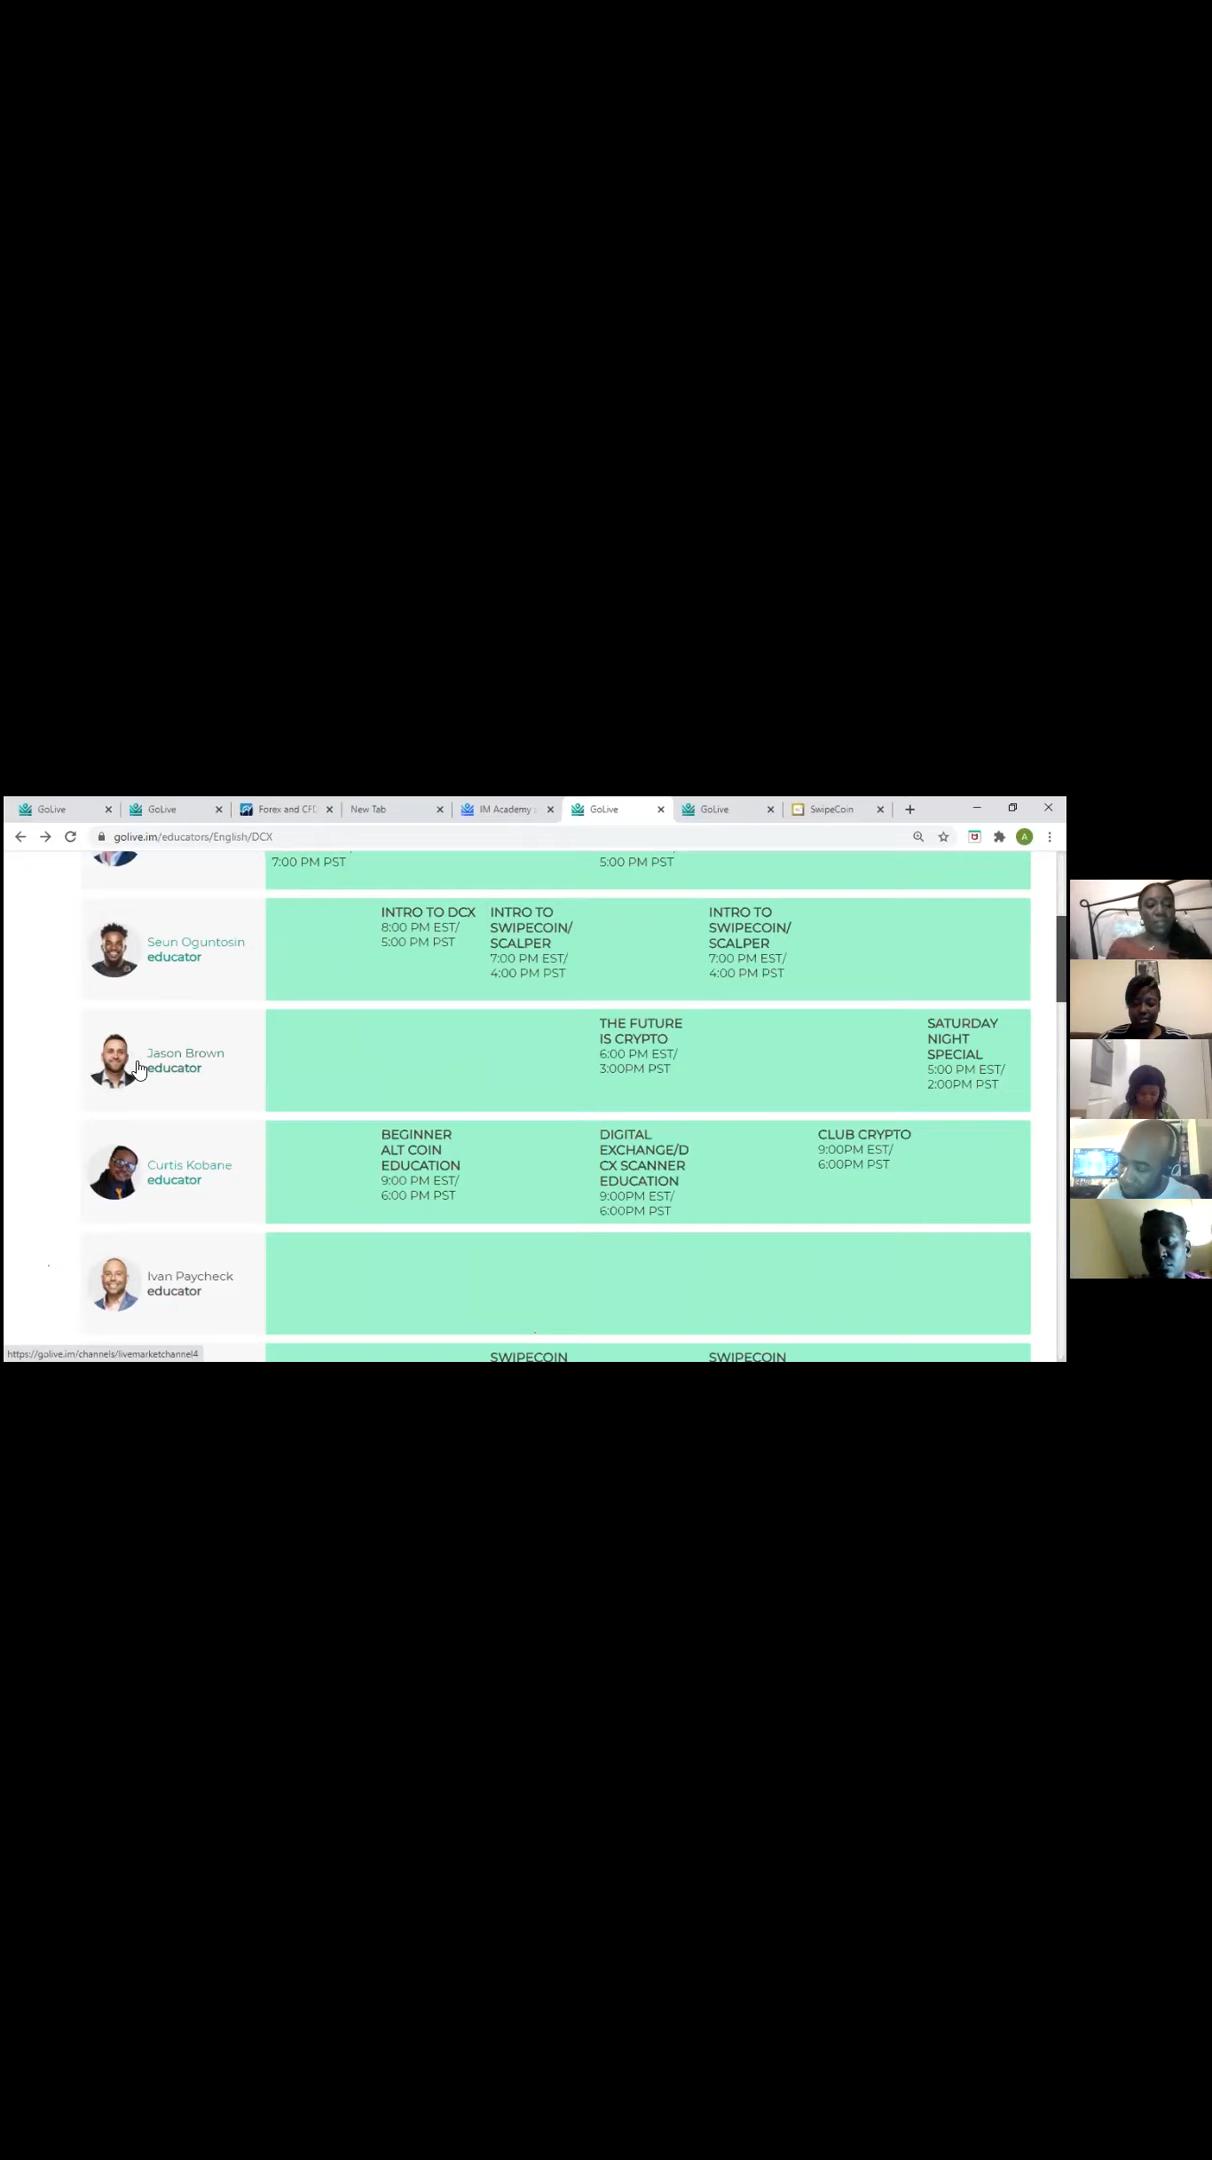 GoLive
GoLive
Forex and CFD
New Tab
IM Academy
GoLive
GoLive
SwipeCoin
golive.im/educators/English/DCX
A
7:00 PM PST
5:00 PM PST
Seun Oguntosin
educator
INTRO TO DCX
8:00 PM EST/
5:00 PM PST
INTRO TO
SWIPECOIN/
SCALPER
7:00 PM EST/
4:00 PM PST
INTRO TO
SWIPECOIN/
SCALPER
7:00 PM EST/
4:00 PM PST
Jason Brown
educator
THE FUTURE
IS CRYPTO
6:00 PM EST/
3:00PM PST
SATURDAY
NIGHT
SPECIAL
5:00 PM EST/
2:00PM PST
Curtis Kobane
educator
BEGINNER
ALT COIN
EDUCATION
9:00 PM EST/
6:00 PM PST
DIGITAL
EXCHANGE/D
CX SCANNER
EDUCATION
9:00PM EST/
6:00PM PST
CLUB CRYPTO
9:00PM EST/
6:00PM PST
Ivan Paycheck
educator
SWIPECOIN
SWIPECOIN
https://golive.im/channels/livemarketchannel4